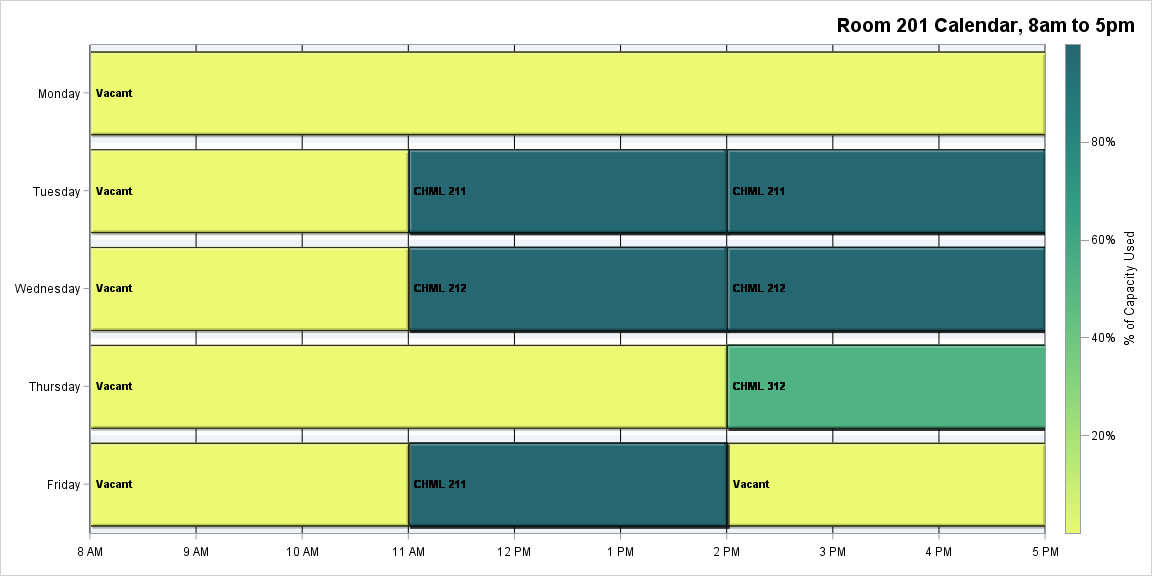 Room 201 Calendar, 8am to 5pm
Monday
Vacant
Tuesday
Vacant
CHML 211
CHML 211
Wednesday
Vacant
CHML 212
CHML 212
Thursday
Vacant
CHML 312
Friday
Vacant
CHML 211
Vacant
8 AM
9 AM
10 AM
11 AM
12 PM
1 PM
2 PM
3 PM
4 PM
5 PM
80%
60%
40%
20%
% of Capacity Used